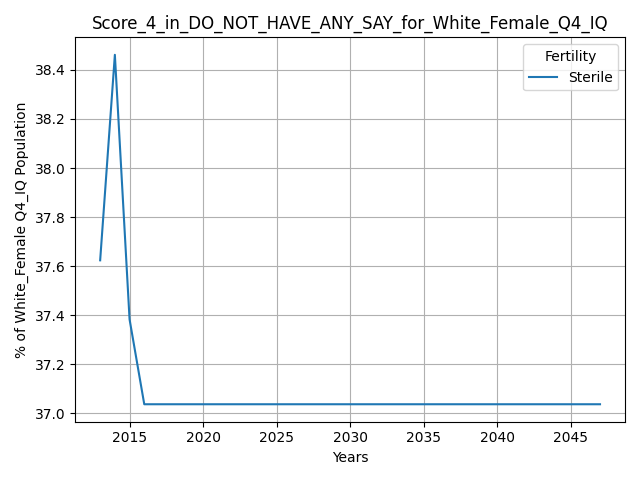 Score_4_in_DO_NOT_HAVE_ANY_SAY_for_White_Female_Q4_IQ
Fertility
Sterile
% of White_Female Q4_IQ Population
38.4
38.2
38.0
37.8
37.6
37.4
37.2
37.0
2015 2020 2025 2030 2035 2040 2045
Years